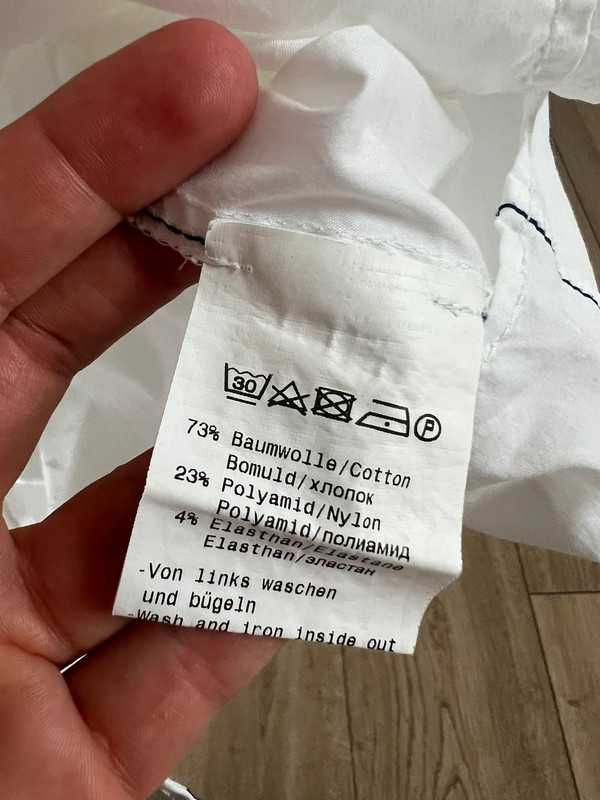 30 P
73% Baumwolle/Cotton
Bomuld/хлопок
23% Polyamid/Nylon
Polyamid/полиамид
4% Elasthan/Elastane
Elasthan/эластан
-Von links waschen
und bügeln
-Wash and iron inside out